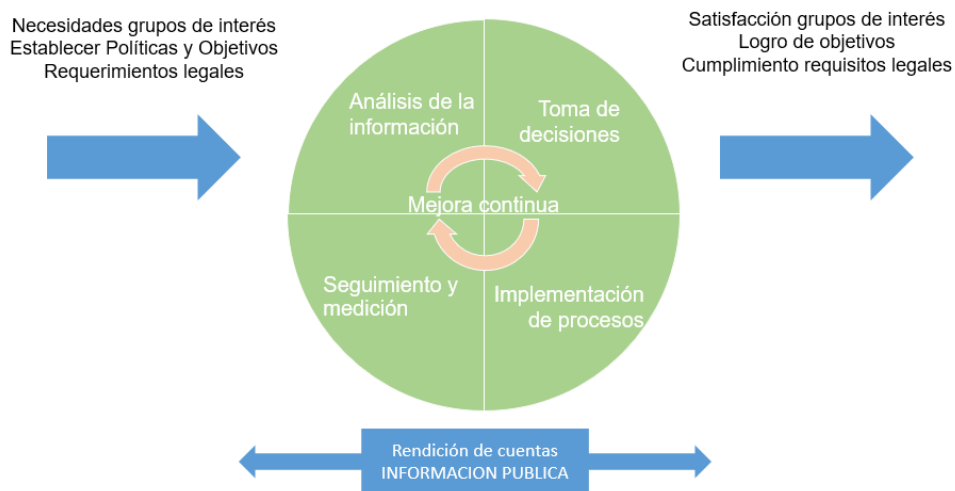 Necesidades grupos de interés
Establecer Políticas y Objetivos
Requerimientos legales
Satisfacción grupos de interés
Logro de objetivos
Cumplimiento requisitos legales
Análisis de la
información
Toma de
decisiones
Mejora continua
Seguimiento y
medición
Implementación
de procesos
Rendición de cuentas
INFORMACION PUBLICA